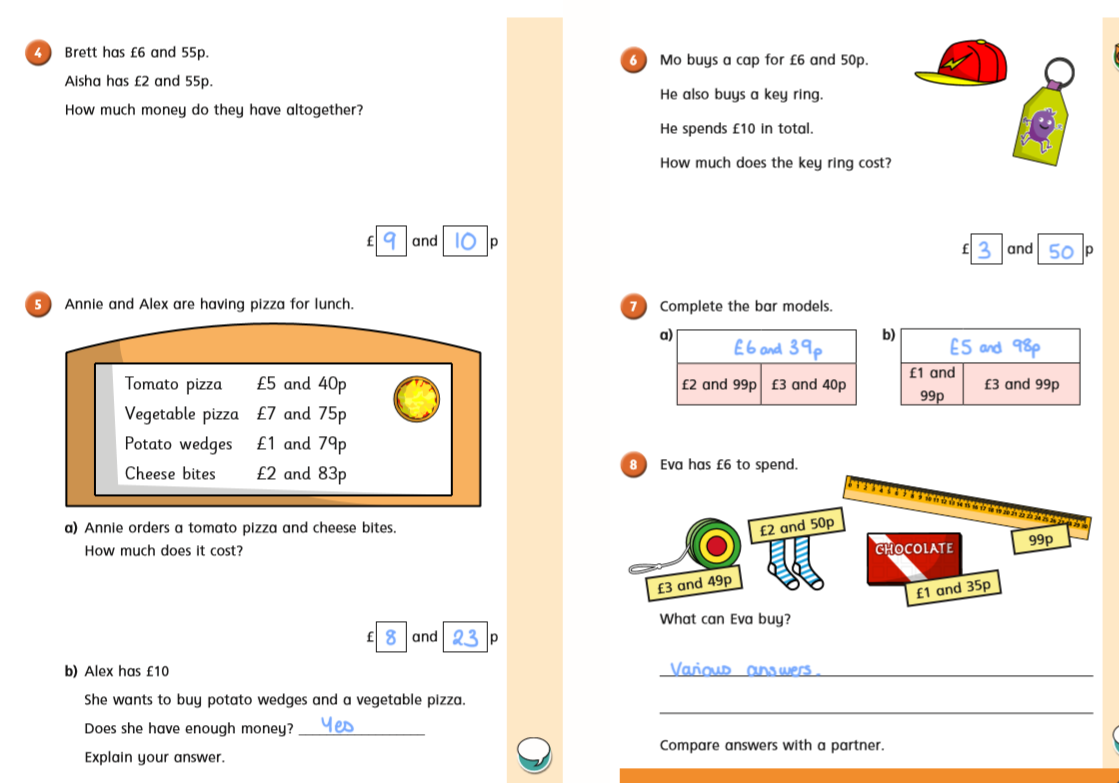 4 Brett has £6 and 55p.
Aisha has £2 and 55p.
How much money do they have altogether?
£ 9 and 10 p
5 Annie and Alex are having pizza for lunch.
Tomato pizza £5 and 40p
Vegetable pizza £7 and 75p
Potato wedges £1 and 79p
Cheese bites £2 and 83p
a) Annie orders a tomato pizza and cheese bites.
How much does it cost?
£ 8 and 23 p
b) Alex has £10
She wants to buy potato wedges and a vegetable pizza.
Does she have enough money? Yes
Explain your answer.
6 Mo buys a cap for £6 and 50p.
He also buys a key ring.
He spends £10 in total.
How much does the key ring cost?
£ 3 and 50 p
7 Complete the bar models.
a) £6 and 39p
£2 and 99p £3 and 40p
b) £5 and 98p
£1 and
99p
£3 and 99p
8 Eva has £6 to spend.
£3 and 49p
£2 and 50p
CHOCOLATE
£1 and 35p
99p
What can Eva buy?
Various answers.
Compare answers with a partner.